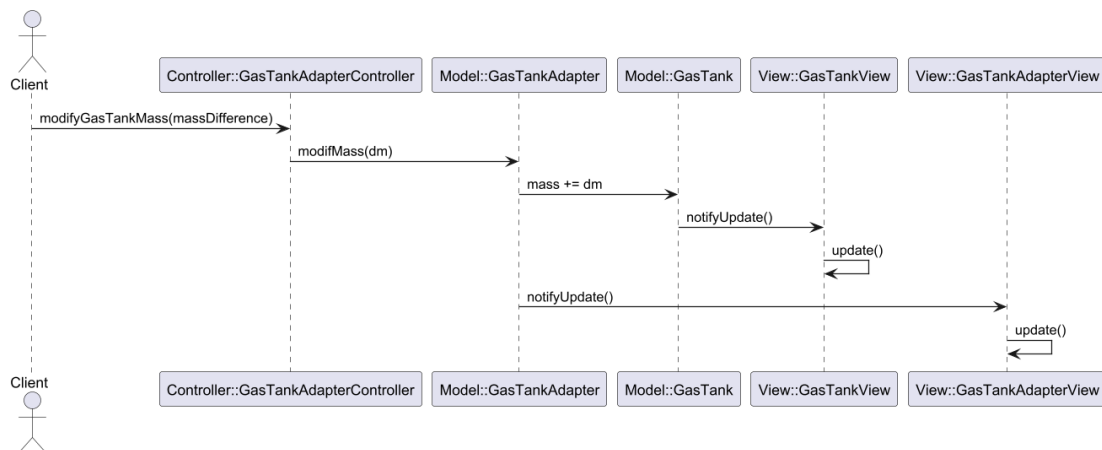 Client
Controller::GasTankAdapterController
Model::GasTankAdapter
Model::GasTank
View::GasTankView
View::GasTankAdapterView
modifyGasTankMass(massDifference)
modifMass(dm)
mass += dm
notifyUpdate()
update()
notifyUpdate()
update()
Client
Controller::GasTankAdapterController
Model::GasTankAdapter
Model::GasTank
View::GasTankView
View::GasTankAdapterView